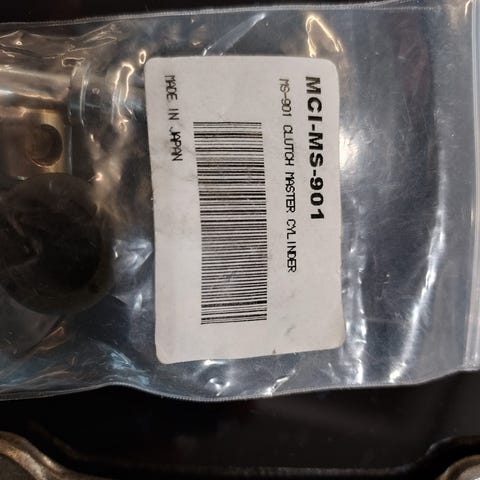 MCI-MS-901
MS-901 CLUTCH MASTER CYLINDER
MADE IN JAPAN